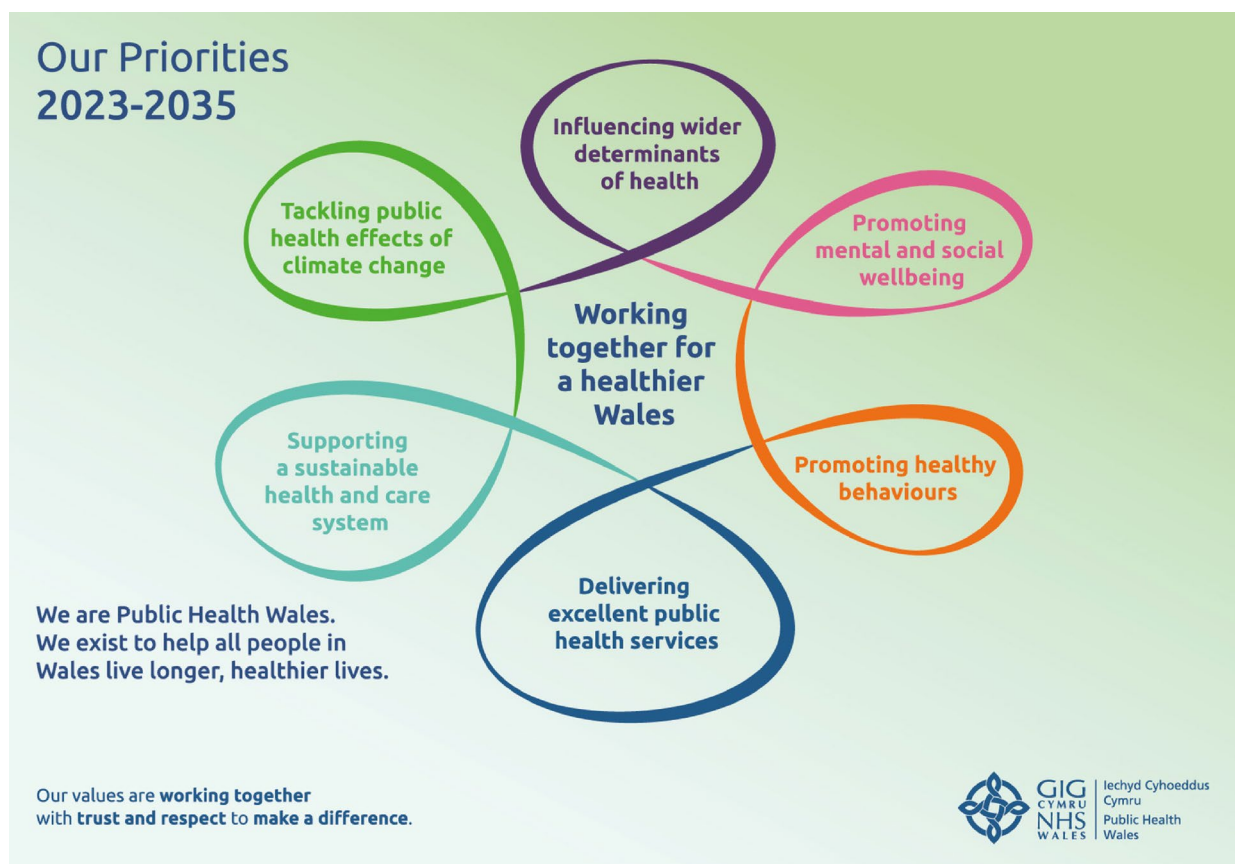 Our Priorities
2023-2035
Influencing wider
determinants
of health
Tackling public
health effects of
climate change
Promoting
mental and social
wellbeing
Working
together for
a healthier
Wales
Supporting
a sustainable
health and care
system
Promoting healthy
behaviours
Delivering
excellent public
health services
We are Public Health Wales.
We exist to help all people in
Wales live longer, healthier lives.
Our values are working together
with trust and respect to make a difference.
GIG
CYMRU
NHS
WALES
Iechyd Cyhoeddus
Cymru
Public Health
Wales